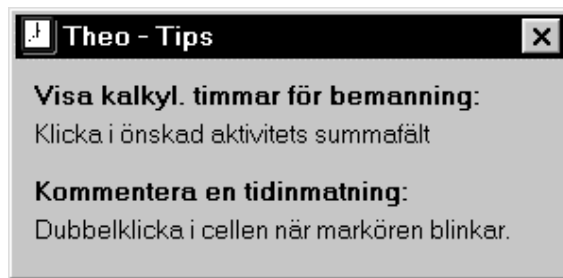 Theo - Tips
Visa kalkyl. timmar för bemanning:
Klicka i önskad aktivitets summafält
Kommentera en tidinmatning:
Dubbelklicka i cellen när markören blinkar.